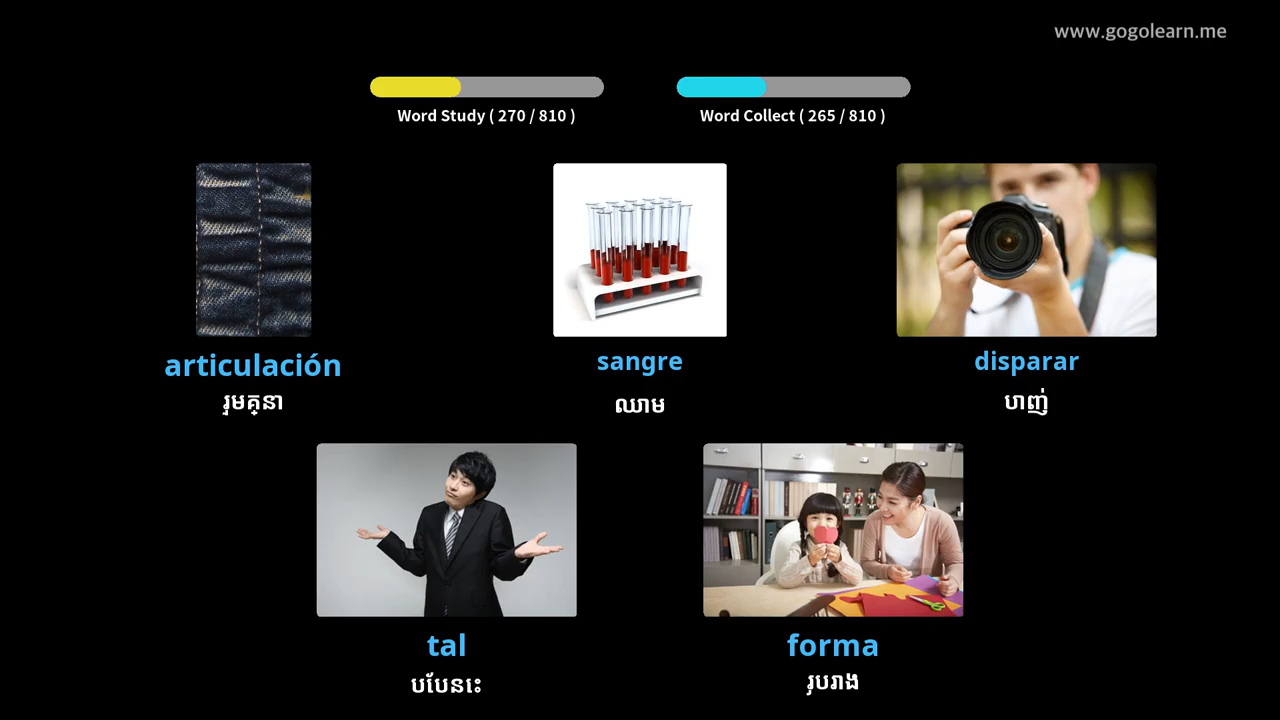 www.gogolearn.me
Word Study ( 270 / 810 )
Word Collect ( 265 / 810 )
articulación
រួមគ្នា
sangre
ឈាម
disparar
បាញ់
tal
បបែនះ
forma
រូបរាង